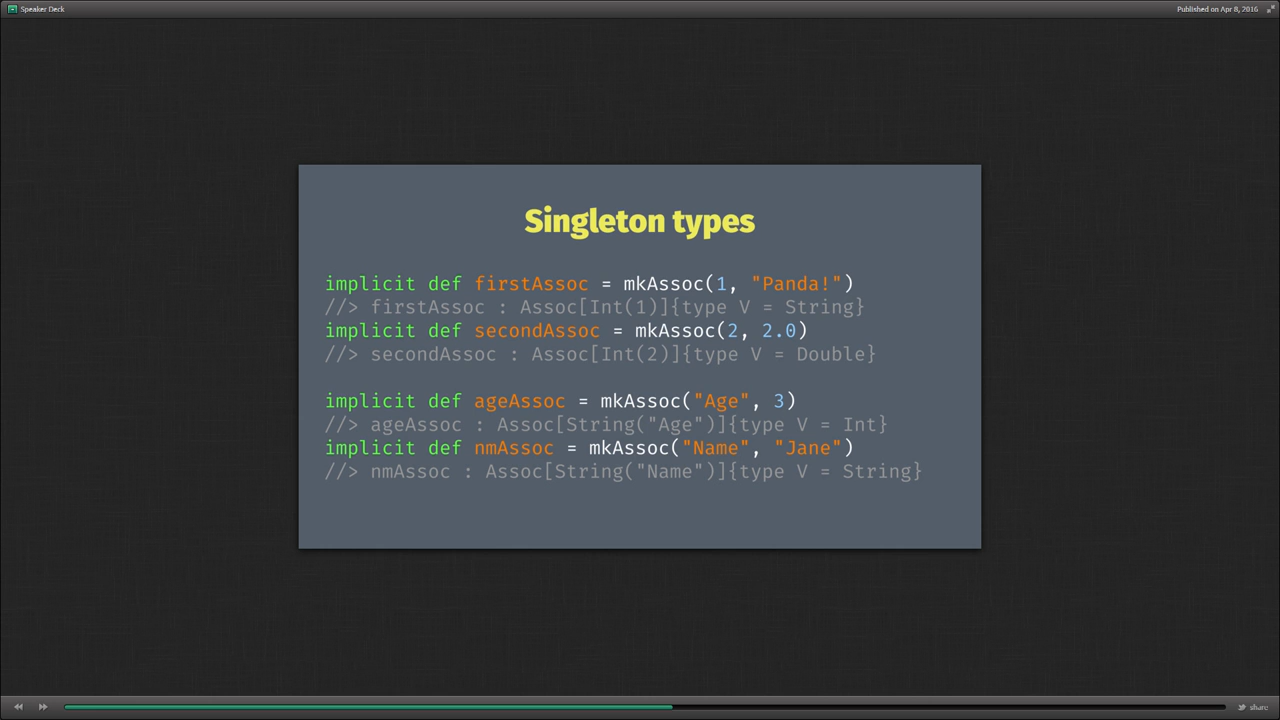 Speaker Deck
Published on Apr 8, 2016
Singleton types
implicit def firstAssoc = mkAssoc(1, "Panda!")
//> firstAssoc : Assoc[Int(1)]{type V = String}
implicit def secondAssoc = mkAssoc(2, 2.0)
//> secondAssoc : Assoc[Int(2)]{type V = Double}
implicit def ageAssoc = mkAssoc("Age", 3)
//> ageAssoc : Assoc[String("Age")]{type V = Int}
implicit def nmAssoc = mkAssoc("Name", "Jane")
//> nmAssoc : Assoc[String("Name")]{type V = String}
share